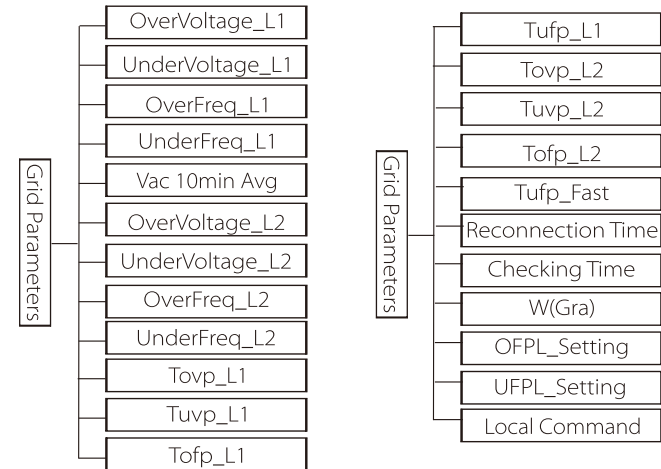 Grid Parameters
OverVoltage_L1
UnderVoltage_L1
OverFreq_L1
UnderFreq_L1
Vac 10min Avg
OverVoltage_L2
UnderVoltage_L2
OverFreq_L2
UnderFreq_L2
Tovp_L1
Tuvp_L1
Tofp_L1
Grid Parameters
Tufp_L1
Tovp_L2
Tuvp_L2
Tofp_L2
Tufp_Fast
Reconnection Time
Checking Time
W(Gra)
OFPL_Setting
UFPL_Setting
Local Command